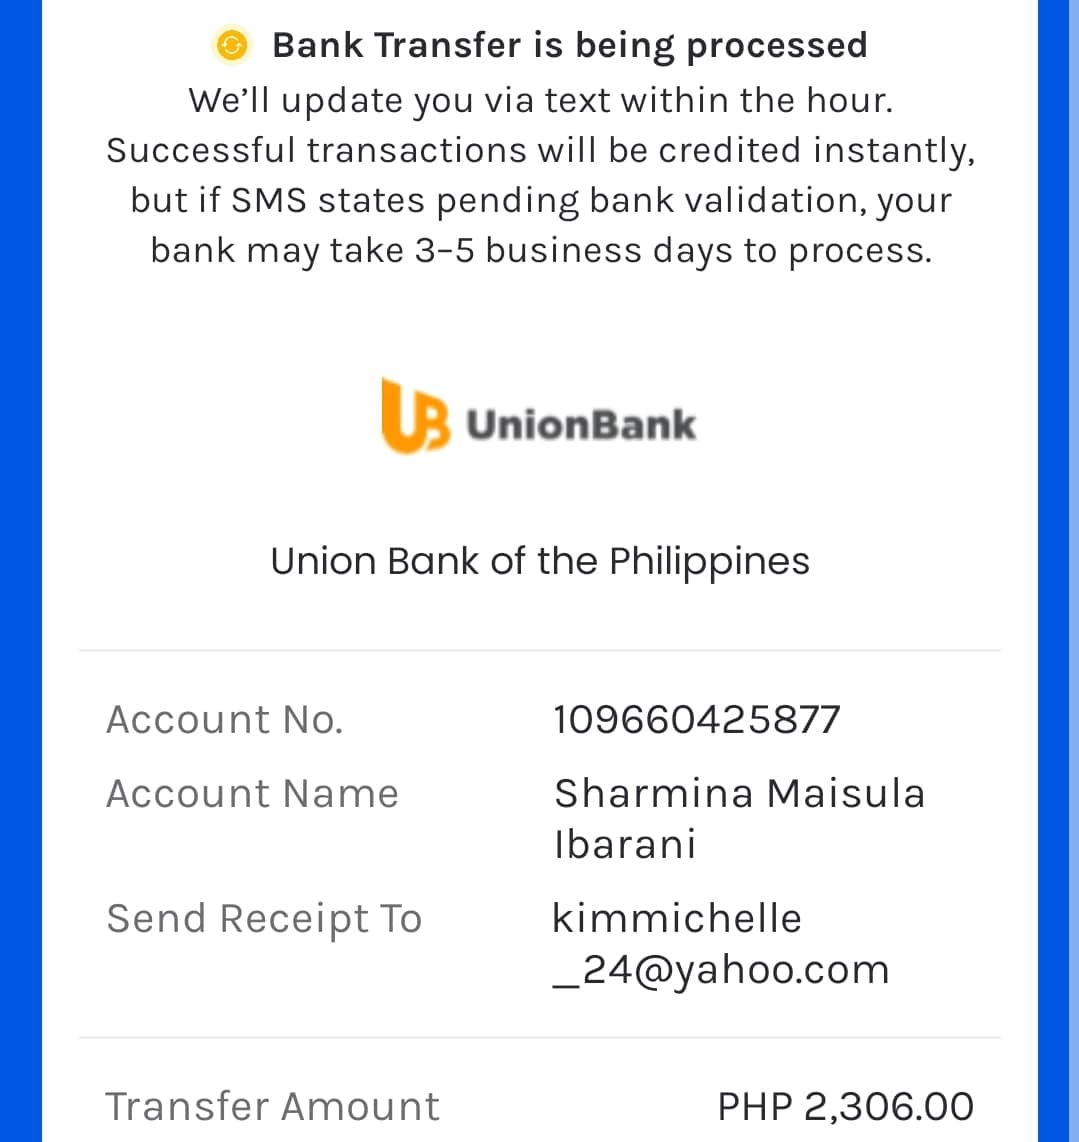 Bank Transfer is being processed
We’ll update you via text within the hour.
Successful transactions will be credited instantly,
but if SMS states pending bank validation, your
bank may take 3–5 business days to process.
UB UnionBank
Union Bank of the Philippines
Account No. 109660425877
Account Name Sharmina Maisula
Ibarani
Send Receipt To kimmichelle
_24@yahoo.com
Transfer Amount PHP 2,306.00